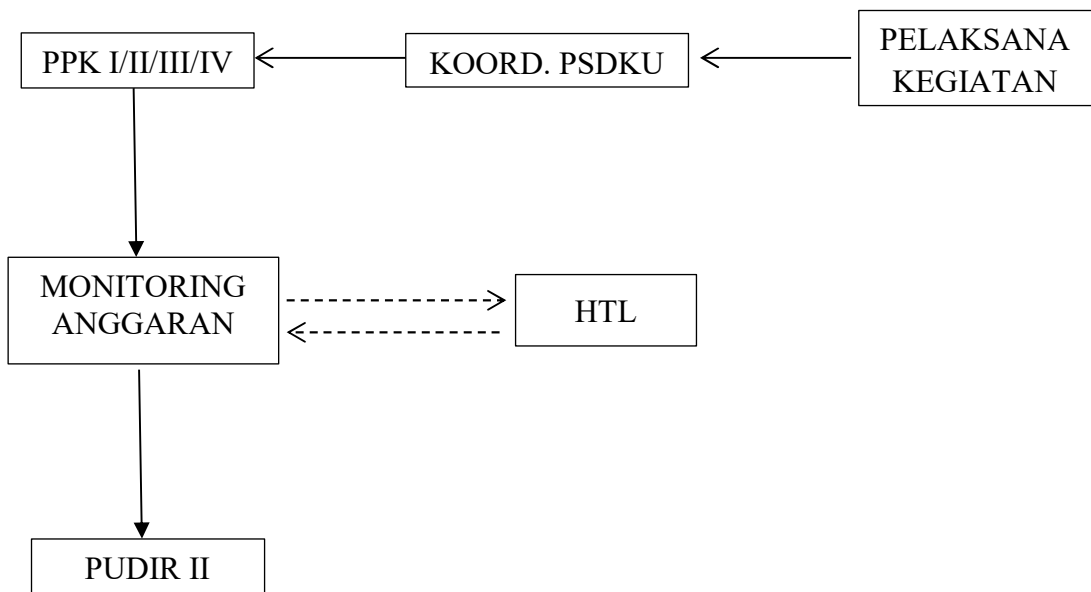 PPK I/II/III/IV
KOORD. PSDKU
PELAKSANA
KEGIATAN
MONITORING
ANGGARAN
HTL
PUDIR II